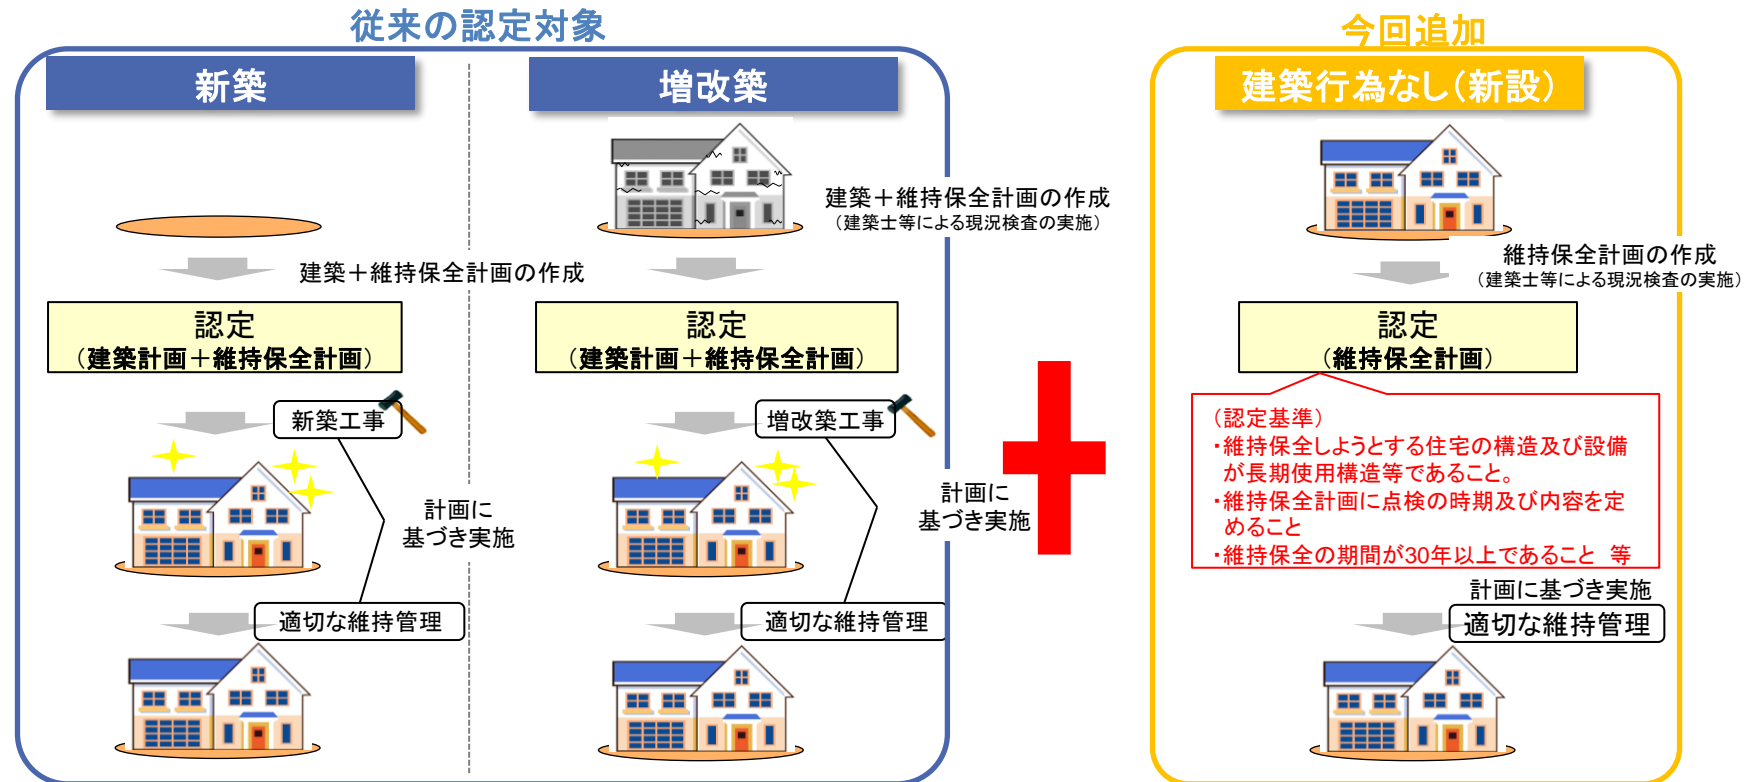 従来の認定対象
新築
建築＋維持保全計画の作成
認定
（建築計画＋維持保全計画）
新築工事
計画に
基づき実施
適切な維持管理
増改築
建築＋維持保全計画の作成
（建築士等による現況検査の実施）
認定
（建築計画＋維持保全計画）
増改築工事
計画に
基づき実施
適切な維持管理
今回追加
建築行為なし（新設）
維持保全計画の作成
（建築士等による現況検査の実施）
認定
（維持保全計画）
（認定基準）
・維持保全しようとする住宅の構造及び設備
が長期使用構造等であること。
・維持保全計画に点検の時期及び内容を定
めること
・維持保全の期間が30年以上であること 等
計画に基づき実施
適切な維持管理